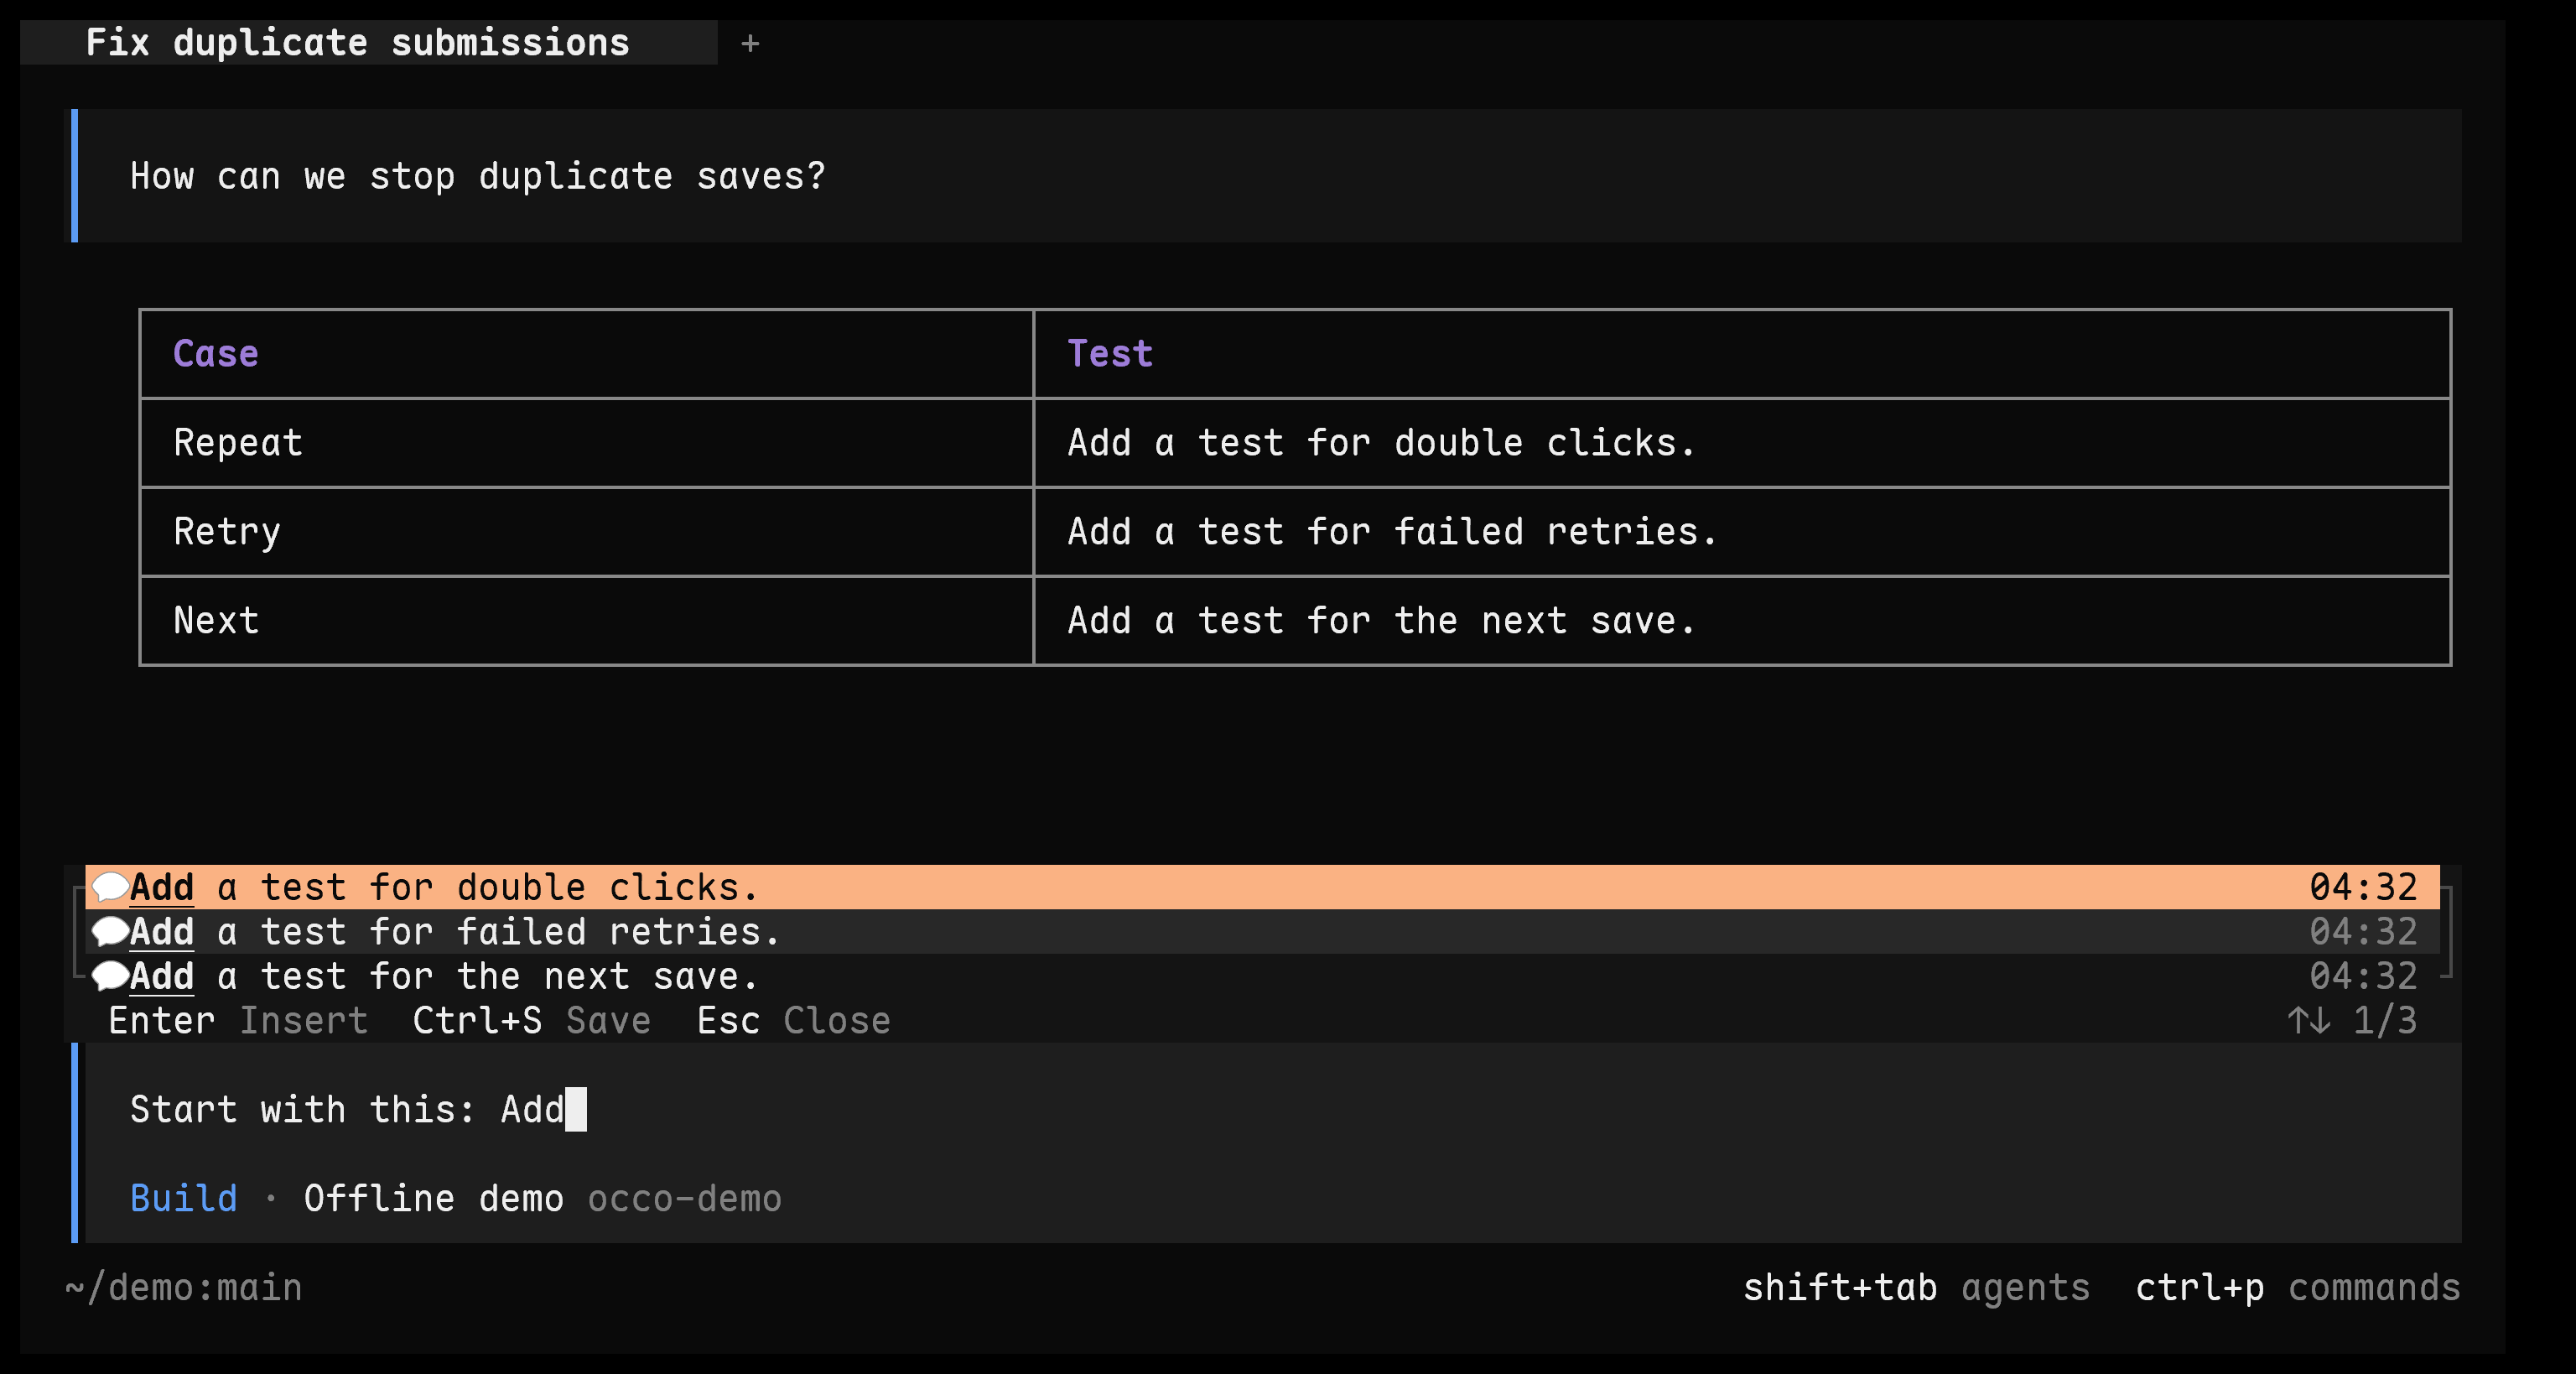 Fix duplicate submissions +
How can we stop duplicate saves?
Case Test
Repeat Add a test for double clicks.
Retry Add a test for failed retries.
Next Add a test for the next save.
💬Add a test for double clicks. 04:32
💬Add a test for failed retries. 04:32
💬Add a test for the next save. 04:32
Enter Insert Ctrl+S Save Esc Close ↑↓ 1/3
Start with this: Add
Build · Offline demo occo-demo
~/demo:main shift+tab agents ctrl+p commands